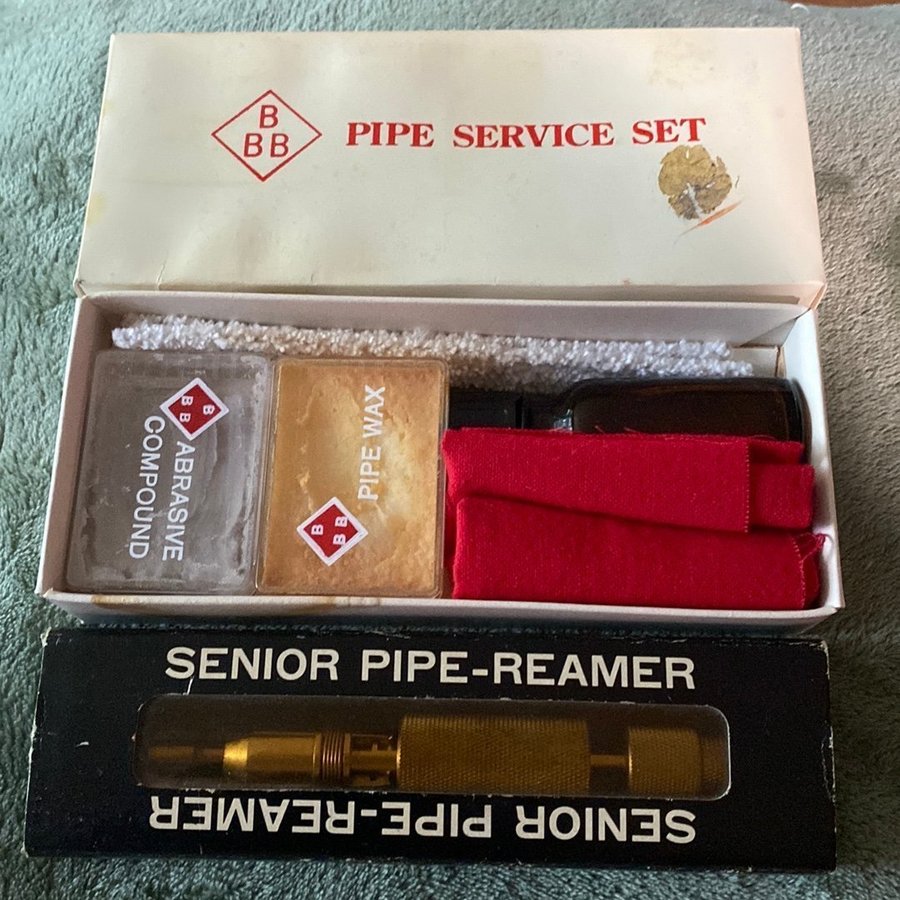 B
BB
PIPE SERVICE SET
B
BB
ABRASIVE
COMPOUND
B
BB
PIPE WAX
SENIOR PIPE-REAMER
SENIOR PIPE-REAMER